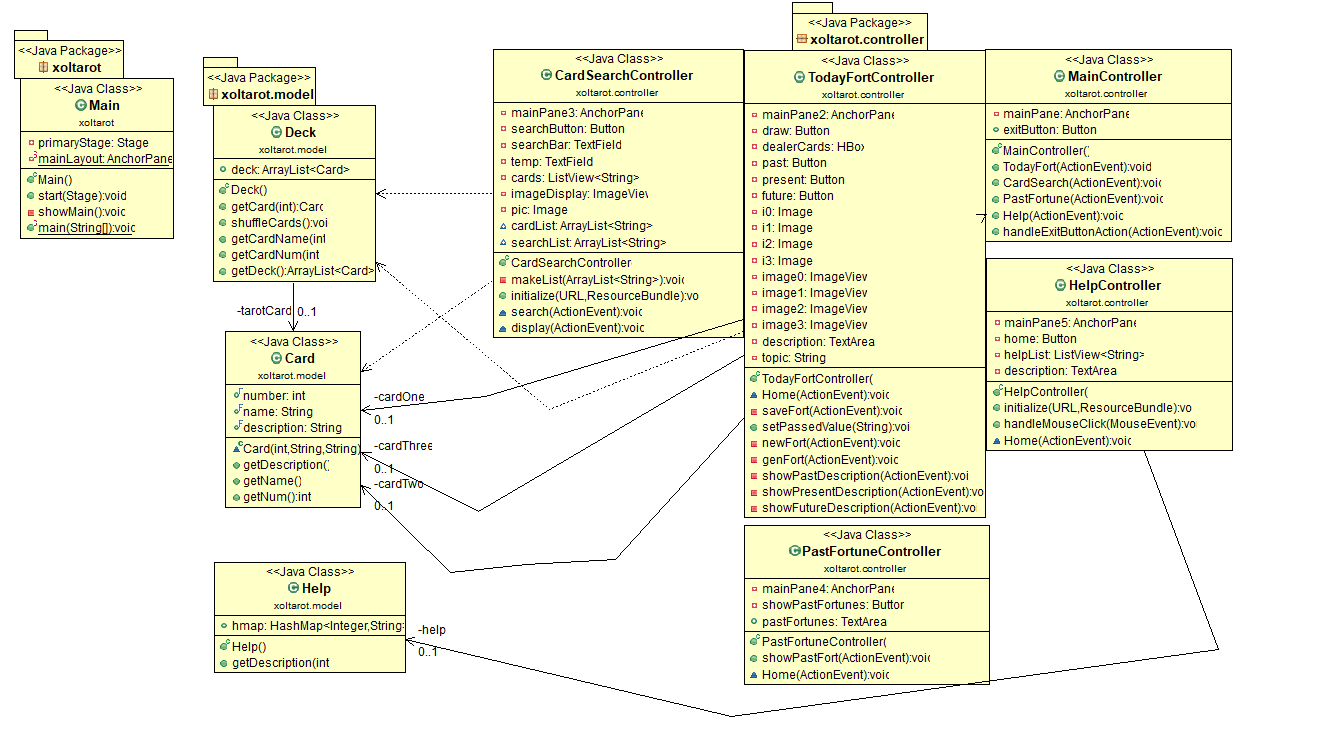 <<Java Package>>
xoltarot
<<Java Class>>
Main
xoltarot
primaryStage: Stage
mainLayout: AnchorPane
Main()
start(Stage):void
showMain():voic
main(String[]):voic
<<Java Package>>
xoltarot.model
<<Java Class>>
Deck
xoltarot.model
deck: ArrayList<Card>
Deck()
getCard(int):Card
shuffleCards():voi
getCardName(int
getCardNum(int
getDeck():ArrayList<Card>
-tarotCard
0..1
<<Java Class>>
Card
xoltarot.model
number: int
name: String
description: String
Card(int,String,String)
getDescription()
getName()
getNum():int
-cardOne
0..1
-cardThree
0..1
-cardTwo
0..1
<<Java Class>>
Help
xoltarot.model
hmap: HashMap<Integer,String>
Help()
getDescription(int
-help
0..1
<<Java Class>>
CardSearchController
xoltarot.controller
mainPane3: AnchorPane
searchButton: Button
searchBar: TextField
temp: TextField
cards: ListView<String>
imageDisplay: ImageView
pic: Image
cardList: ArrayList<String>
searchList: ArrayList<String>
CardSearchController
makeList(ArrayList<String>):voic
initialize(URL,ResourceBundle):vo
search(ActionEvent):voic
display(ActionEvent):voic
<<Java Package>>
xoltarot.controller
<<Java Class>>
TodayFortController
xoltarot.controller
mainPane2: AnchorPane
draw: Button
dealerCards: HBox
past: Button
present: Button
future: Button
i0: Image
i1: Image
i2: Image
i3: Image
image0: ImageView
image1: ImageView
image2: ImageView
image3: ImageView
description: TextArea
topic: String
TodayFortController(
Home(ActionEvent):voic
saveFort(ActionEvent):voic
setPassedValue(String):voi
newFort(ActionEvent):voic
genFort(ActionEvent):voic
showPastDescription(ActionEvent):voi
showPresentDescription(ActionEvent):vo
showFutureDescription(ActionEvent):voi
<<Java Class>>
PastFortuneController
xoltarot.controller
mainPane4: AnchorPane
showPastFortunes: Button
pastFortunes: TextArea
PastFortuneController(
showPastFort(ActionEvent):voic
Home(ActionEvent):voic
<<Java Class>>
MainController
xoltarot.controller
mainPane: AnchorPane
exitButton: Button
MainController()
TodayFort(ActionEvent):void
CardSearch(ActionEvent):voic
PastFortune(ActionEvent):voic
Help(ActionEvent):voic
handleExitButtonAction(ActionEvent):voic
<<Java Class>>
HelpController
xoltarot.controller
mainPane5: AnchorPane
home: Button
helpList: ListView<String>
description: TextArea
HelpController(
initialize(URL,ResourceBundle):vo
handleMouseClick(MouseEvent):voi
Home(ActionEvent):voic